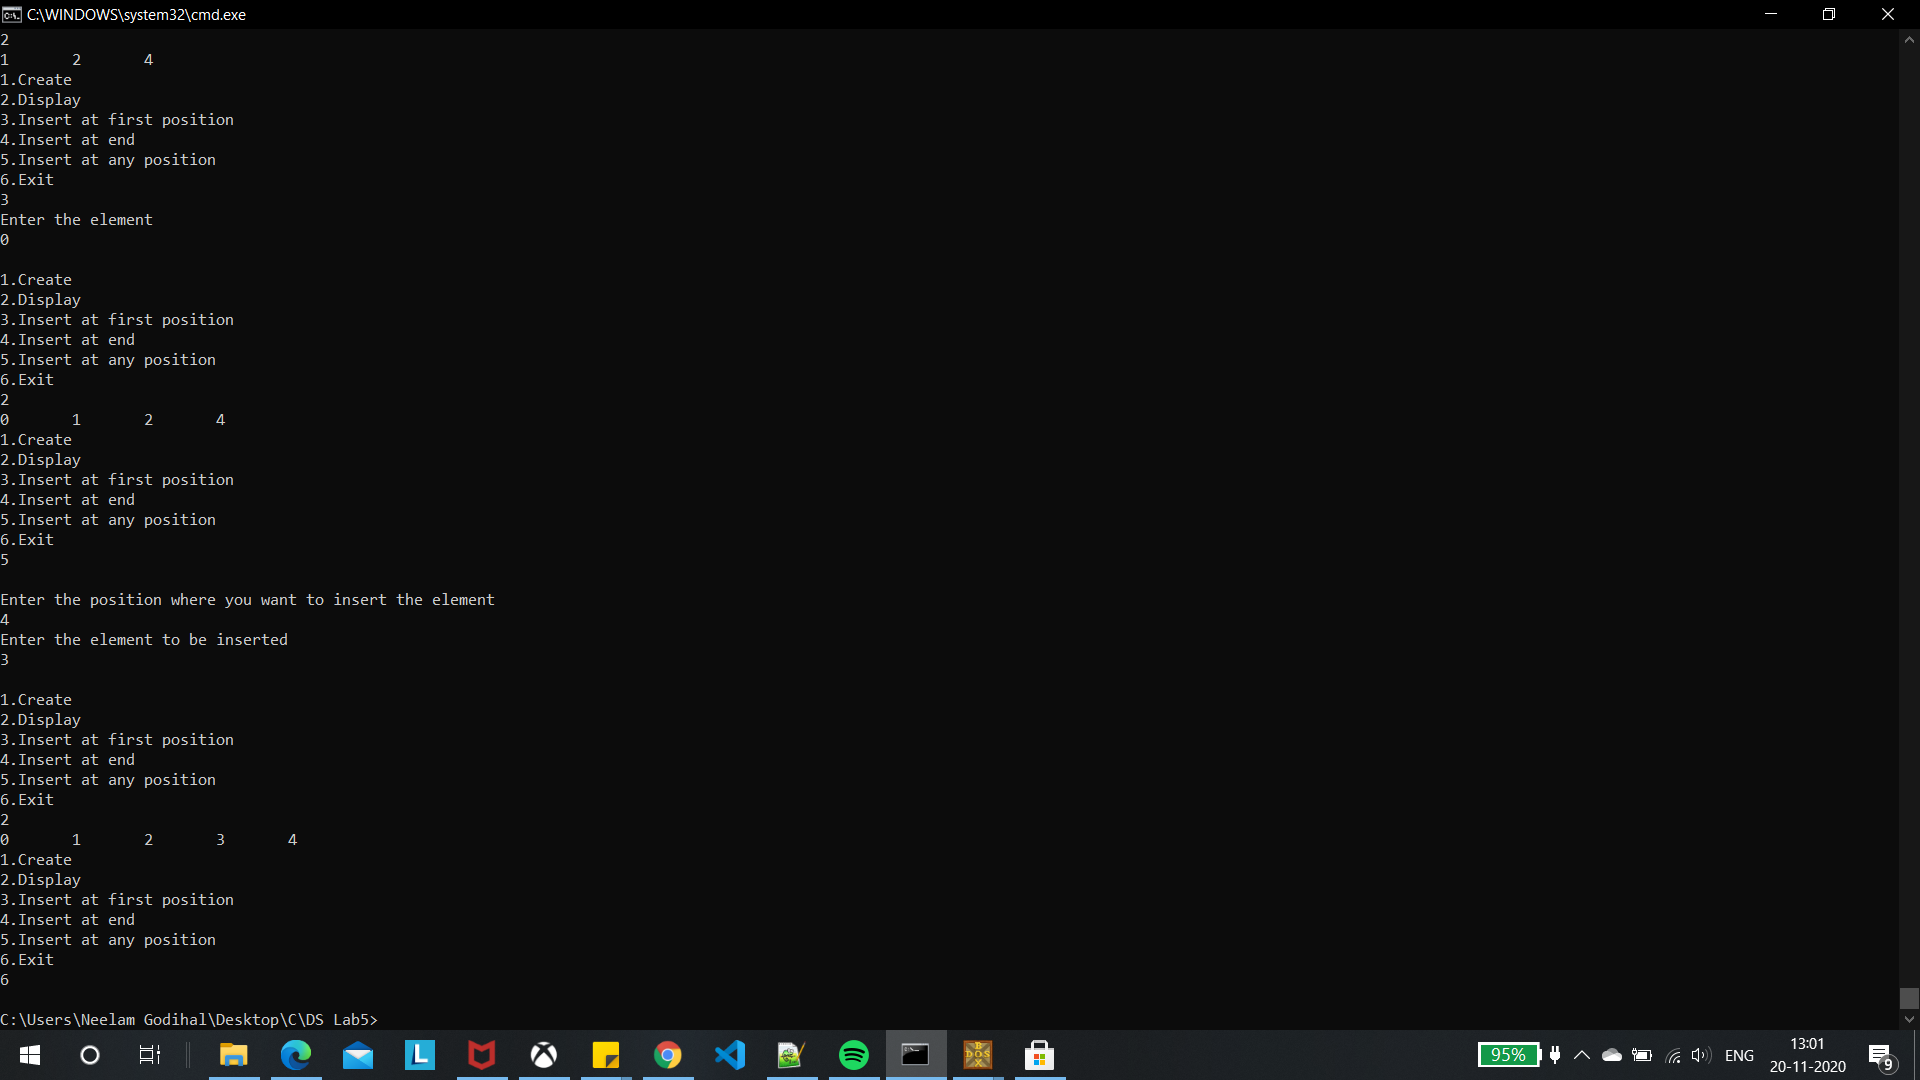 C:\WINDOWS\system32\cmd.exe
2
1 2 4
1.Create
2.Display
3.Insert at first position
4.Insert at end
5.Insert at any position
6.Exit
3
Enter the element
0
1.Create
2.Display
3.Insert at first position
4.Insert at end
5.Insert at any position
6.Exit
2
0 1 2 4
1.Create
2.Display
3.Insert at first position
4.Insert at end
5.Insert at any position
6.Exit
5
Enter the position where you want to insert the element
4
Enter the element to be inserted
3
1.Create
2.Display
3.Insert at first position
4.Insert at end
5.Insert at any position
6.Exit
2
0 1 2 3 4
1.Create
2.Display
3.Insert at first position
4.Insert at end
5.Insert at any position
6.Exit
6
C:\Users\Neelam Godihal\Desktop\C\DS Lab5>
L
DOS
95%
ENG
13:01
20-11-2020
9